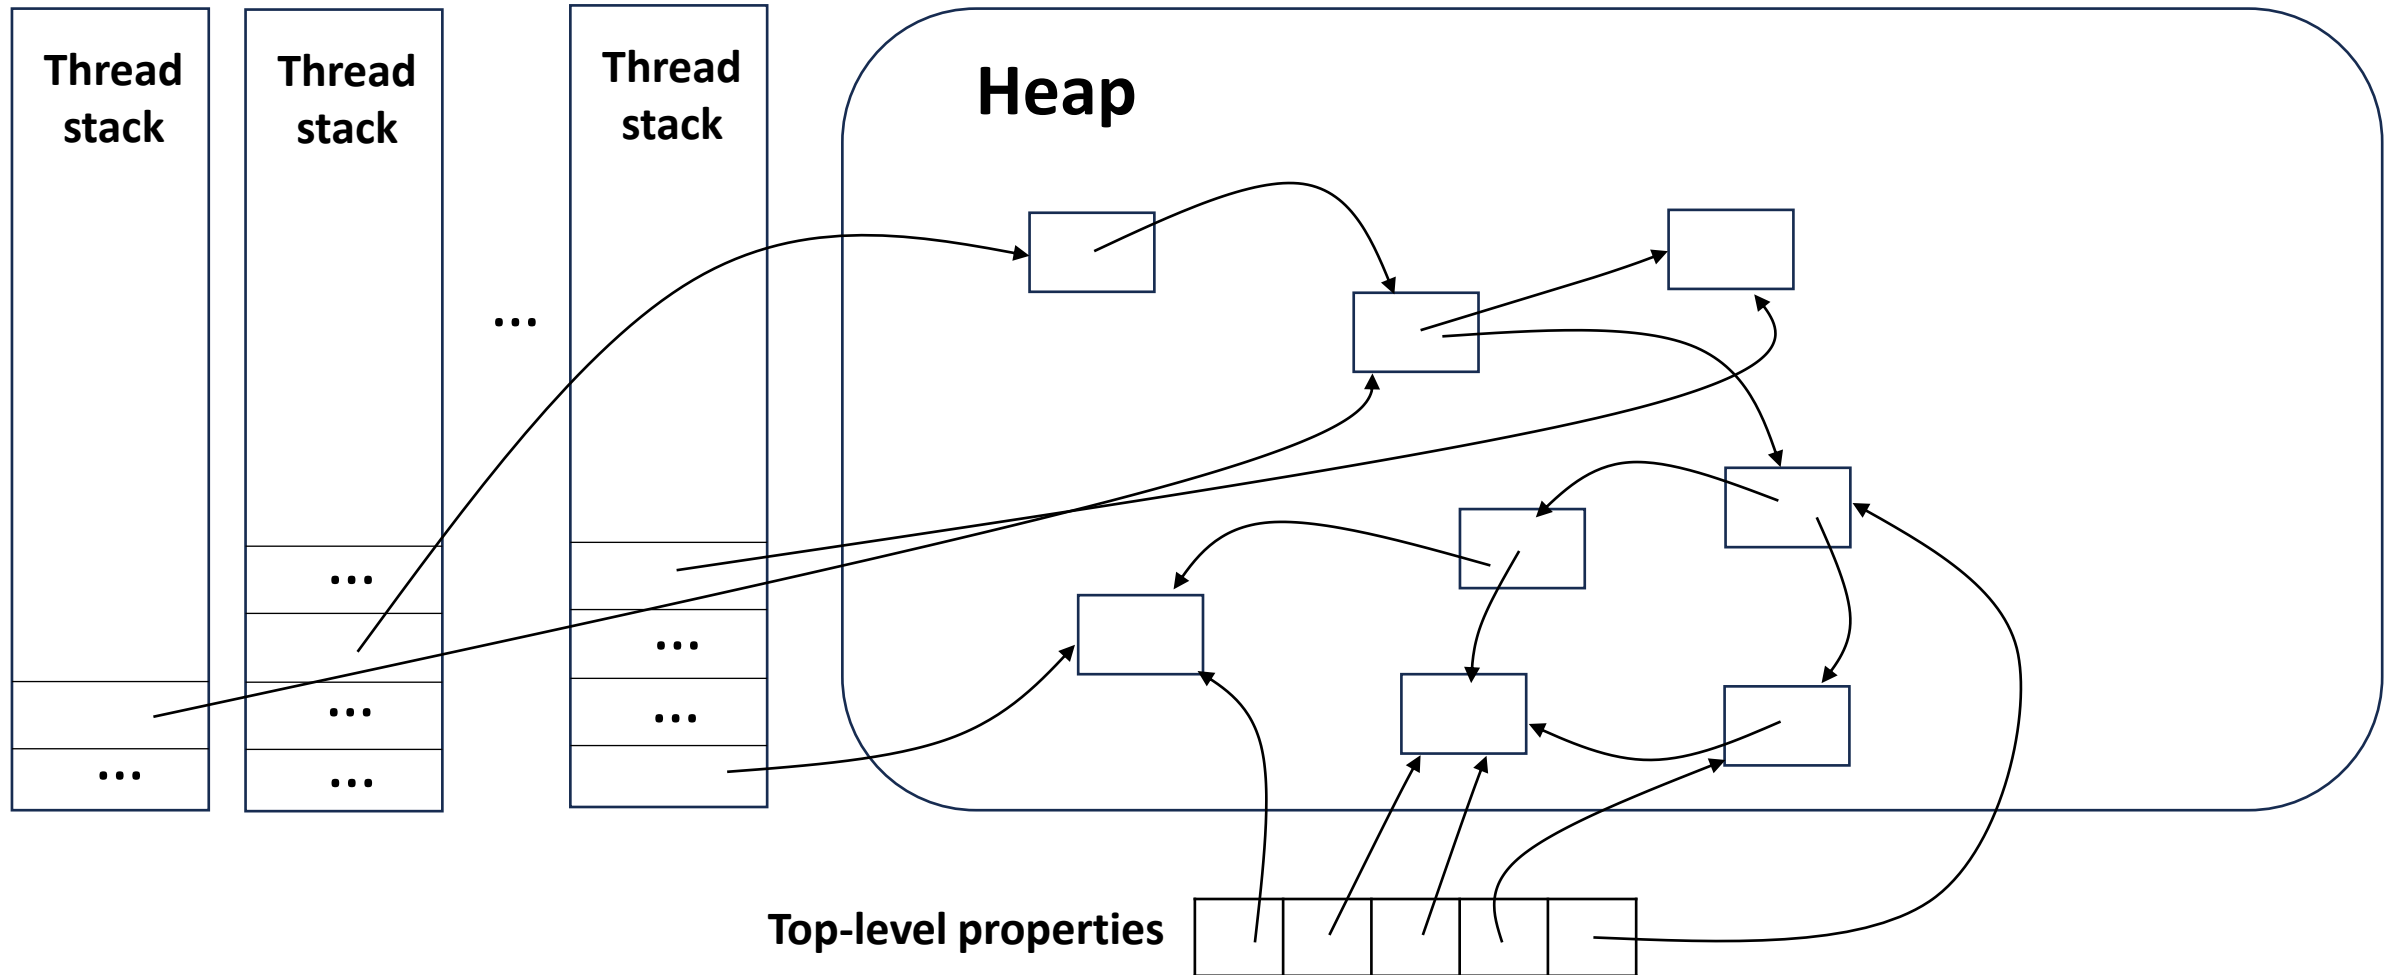 Thread
stack
Thread
stack
Thread
stack
Heap
...
...
...
...
...
...
...
...
Top-level properties